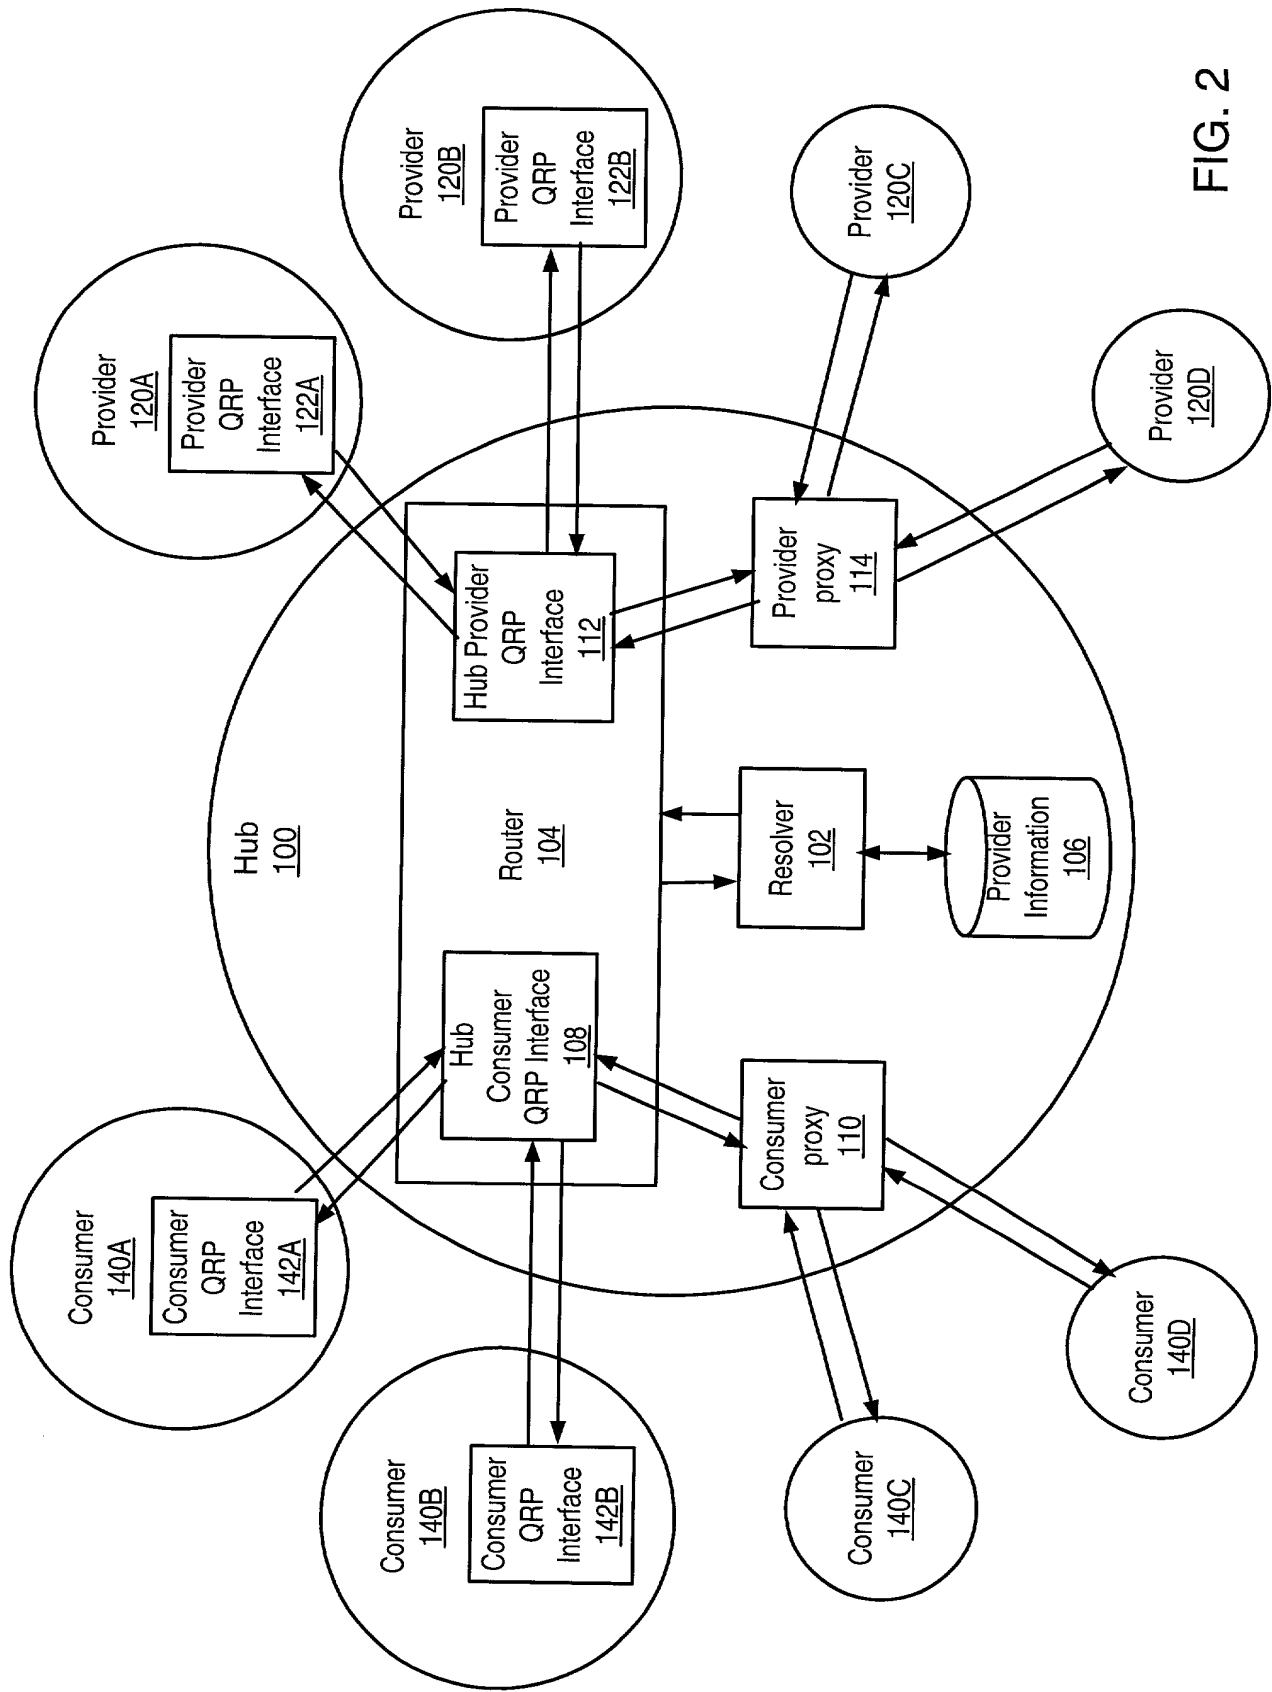 Consumer
140A
Consumer
QRP
Interface
142A
Provider
120A
Provider
QRP
Interface
122A
Hub
100
Consumer
140B
Consumer
QRP
Interface
142B
Hub
Consumer
QRP Interface
108
Router
104
Hub Provider
QRP
Interface
112
Provider
120B
Provider
QRP
Interface
122B
Consumer
proxy
110
Resolver
102
Provider
proxy
114
Consumer
140C
Provider
120C
Provider
Information
106
Consumer
140D
Provider
120D
FIG. 2